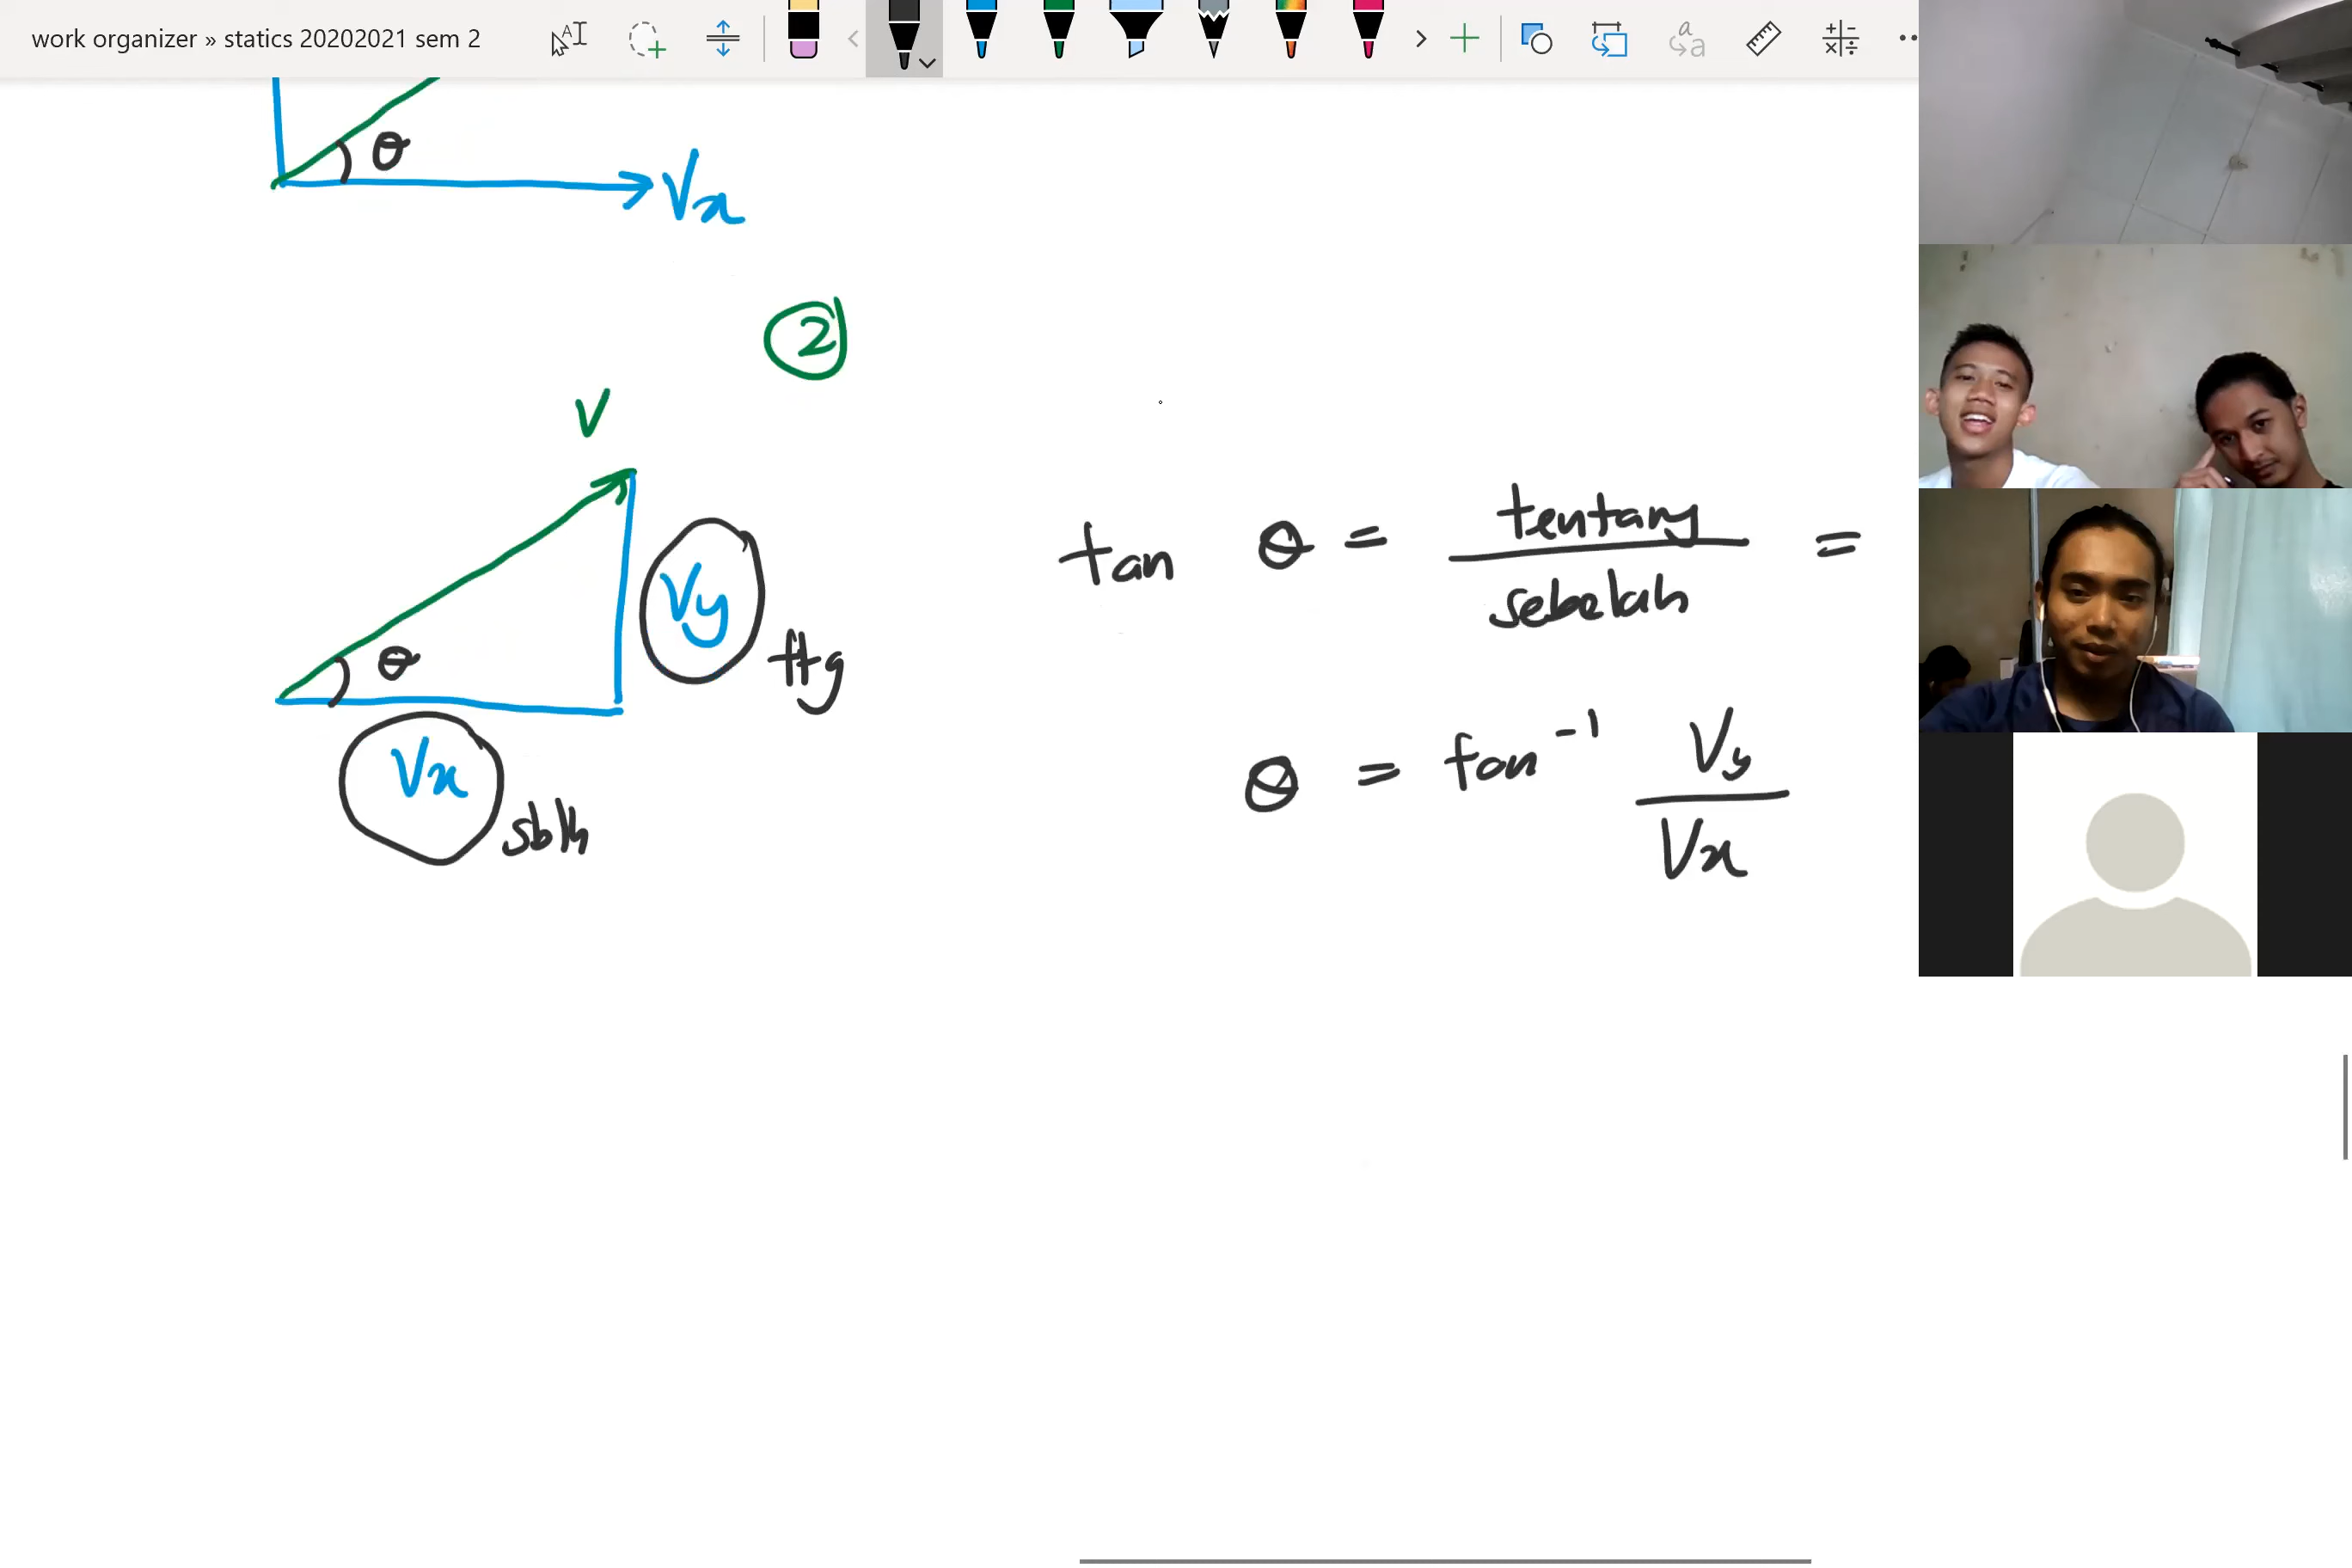 work organizer » statics 20202021 sem 2
θ
Vx
2
V
Vy
ttg
θ
Vx
sblh
tan θ = tentang / sebelah =
θ = tan⁻¹ Vy / Vx